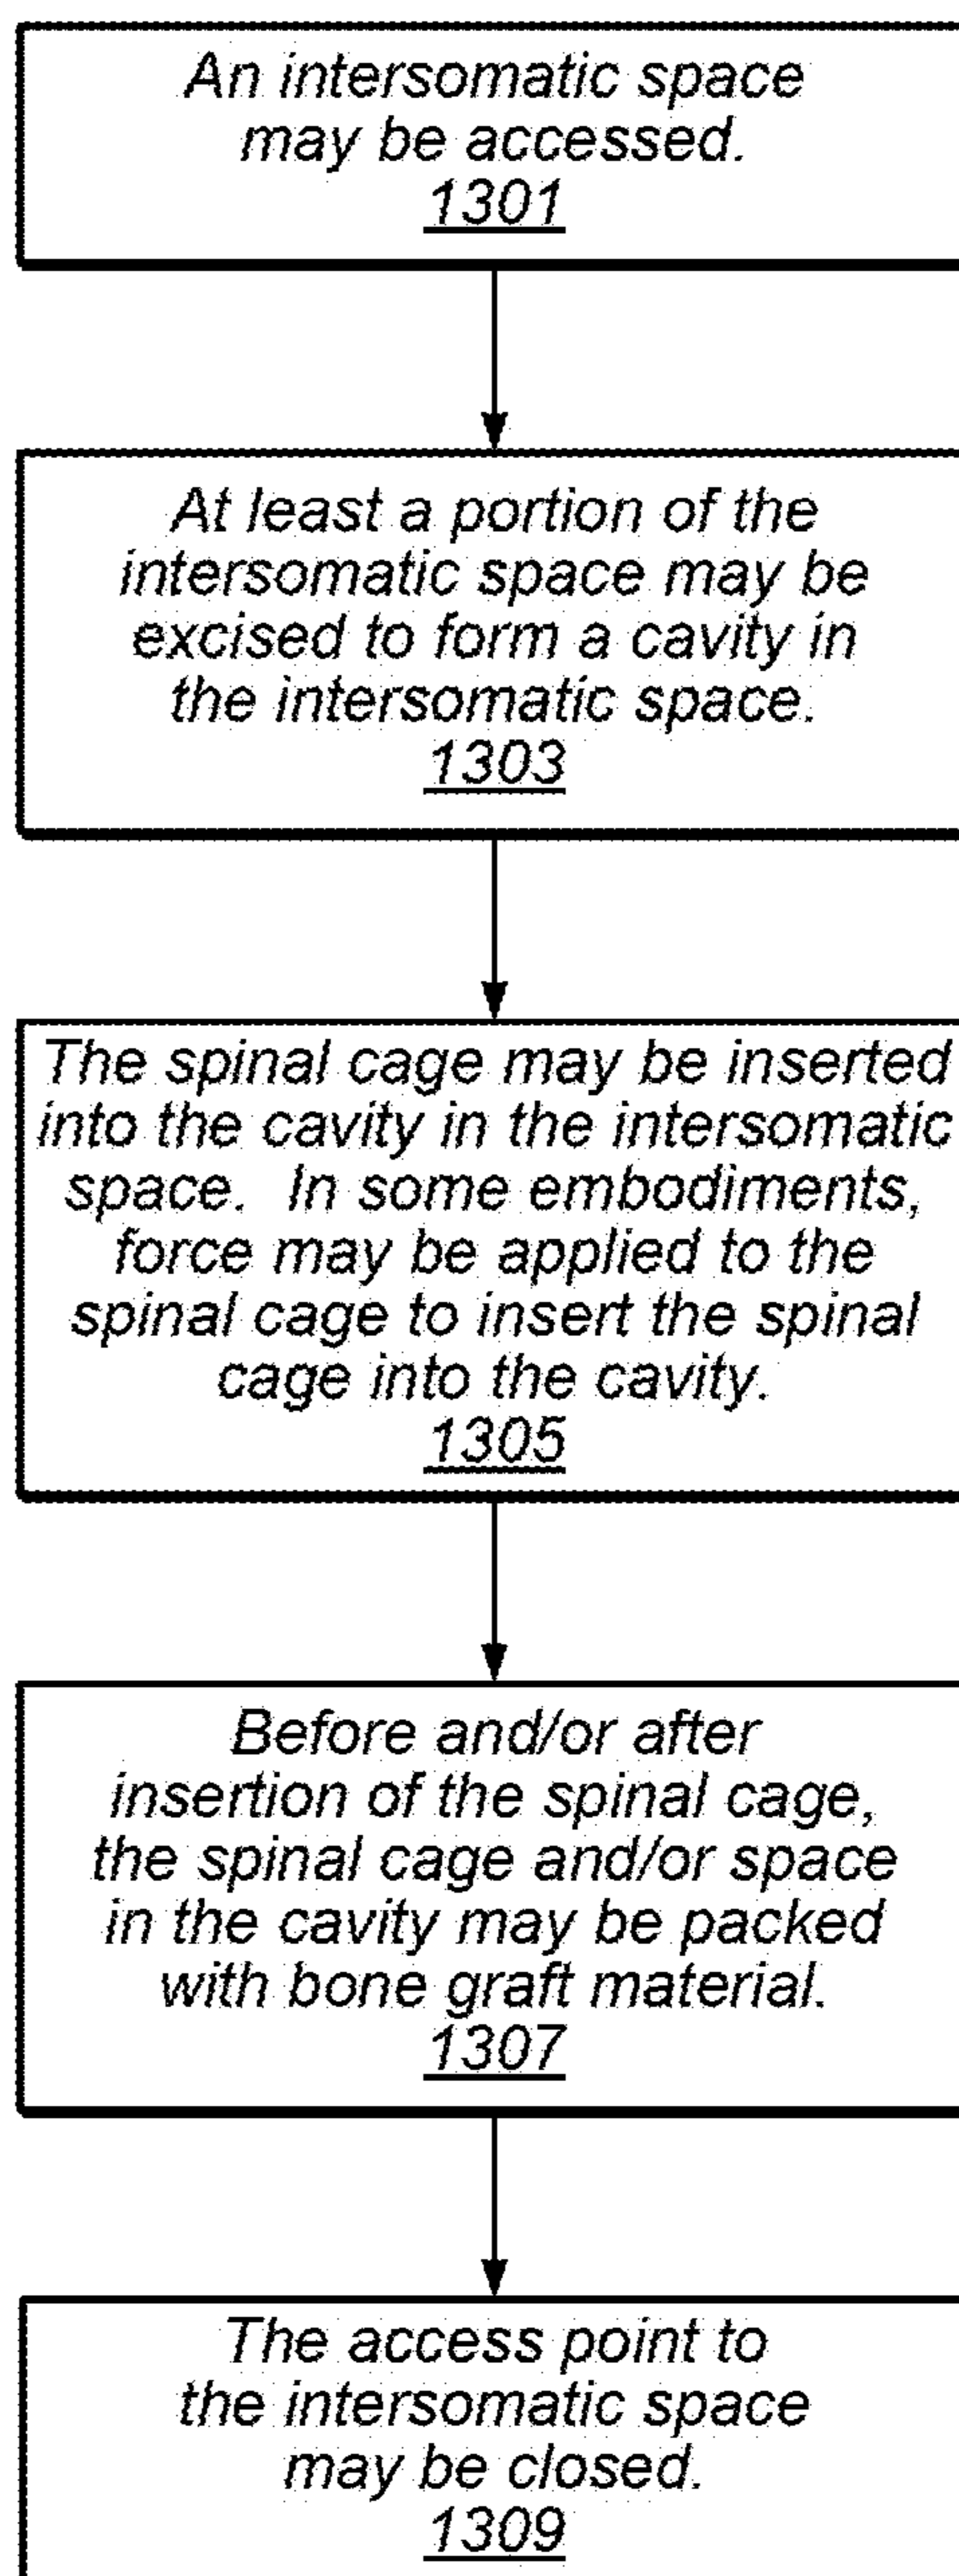 An intersomatic space
may be accessed.
1301
At least a portion of the
intersomatic space may be
excised to form a cavity in
the intersomatic space.
1303
The spinal cage may be inserted
into the cavity in the intersomatic
space.  In some embodiments,
force may be applied to the
spinal cage to insert the spinal
cage into the cavity.
1305
Before and/or after
insertion of the spinal cage,
the spinal cage and/or space
in the cavity may be packed
with bone graft material.
1307
The access point to
the intersomatic space
may be closed.
1309